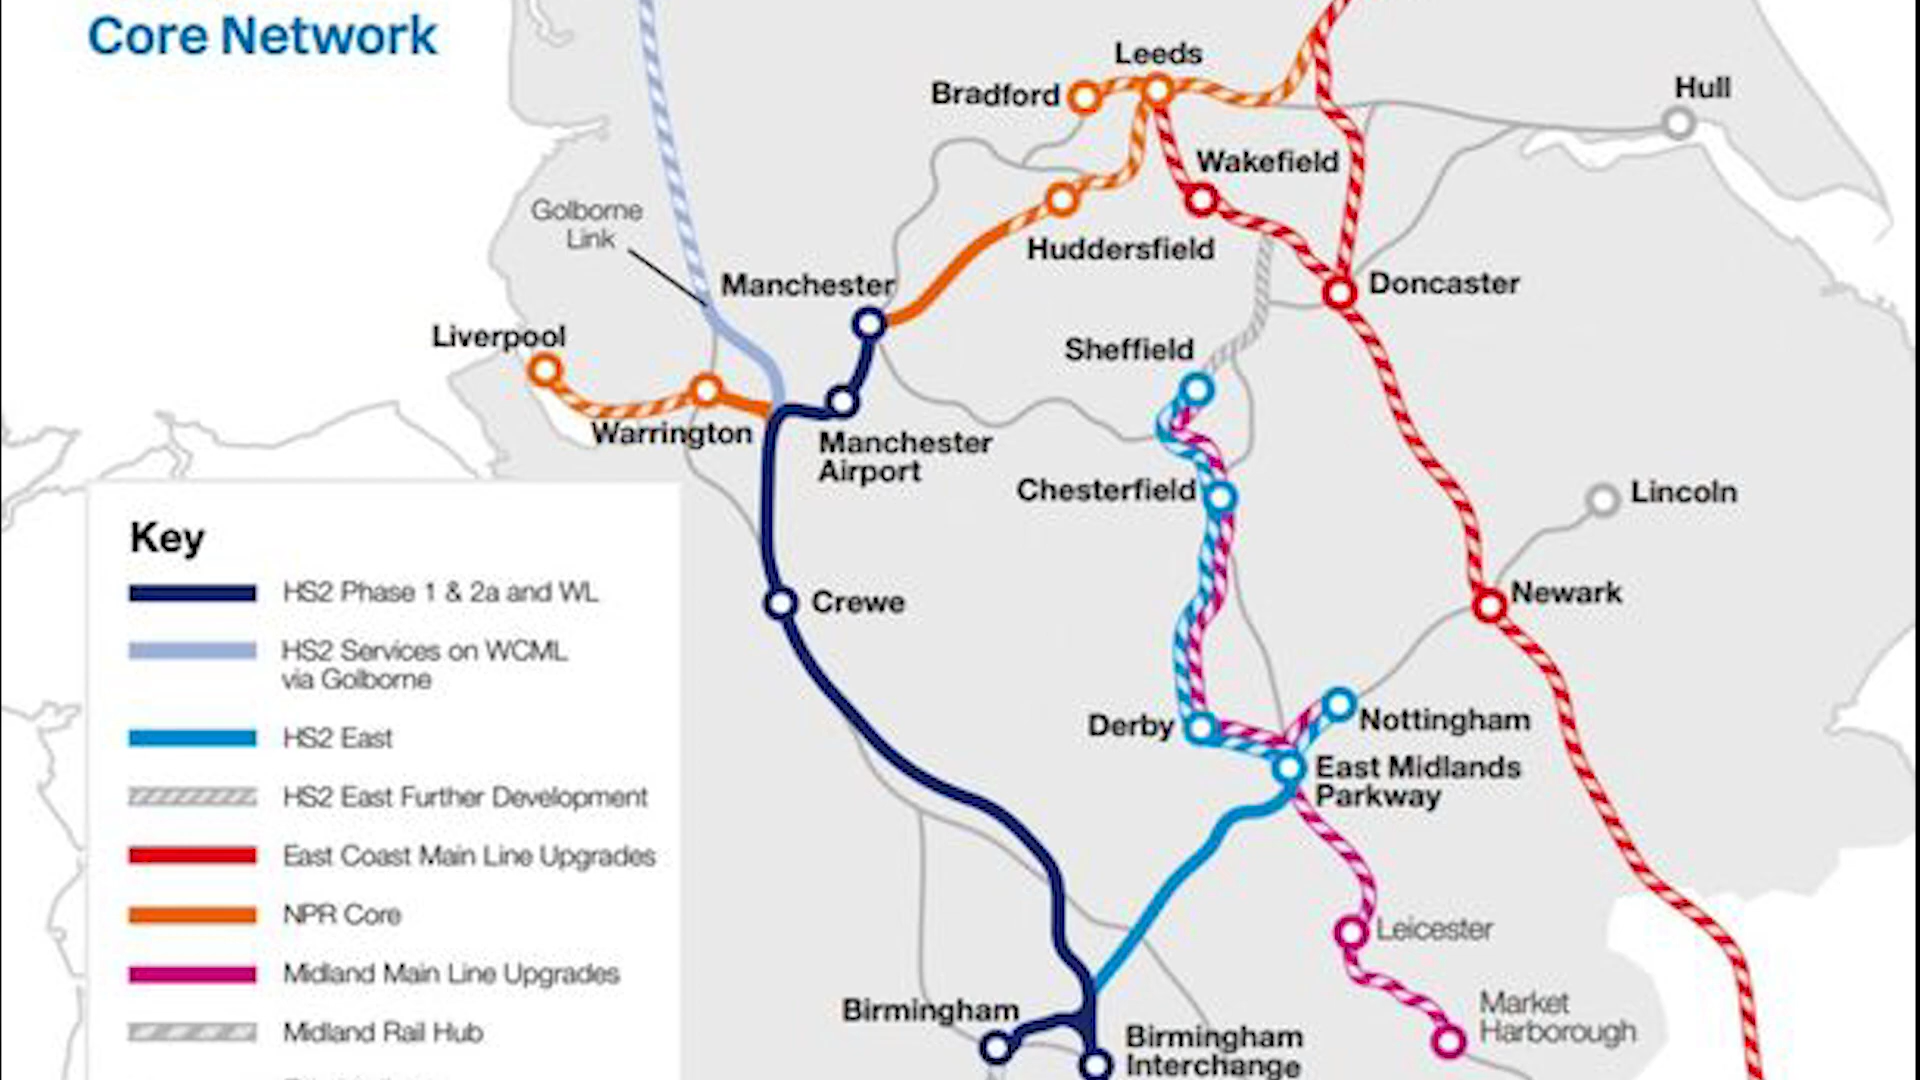 Core Network
Leeds
Bradford
Hull
Wakefield
Golborne
Link
Huddersfield
Manchester
Doncaster
Liverpool
Sheffield
Warrington
Manchester
Airport
Chesterfield
Lincoln
Key
HS2 Phase 1 & 2a and WL
Crewe
Newark
HS2 Services on WCML
via Golborne
HS2 East
Derby
Nottingham
East Midlands
Parkway
HS2 East Further Development
East Coast Main Line Upgrades
NPR Core
Leicester
Midland Main Line Upgrades
Market
Harborough
Birmingham
Midland Rail Hub
Birmingham
Interchange